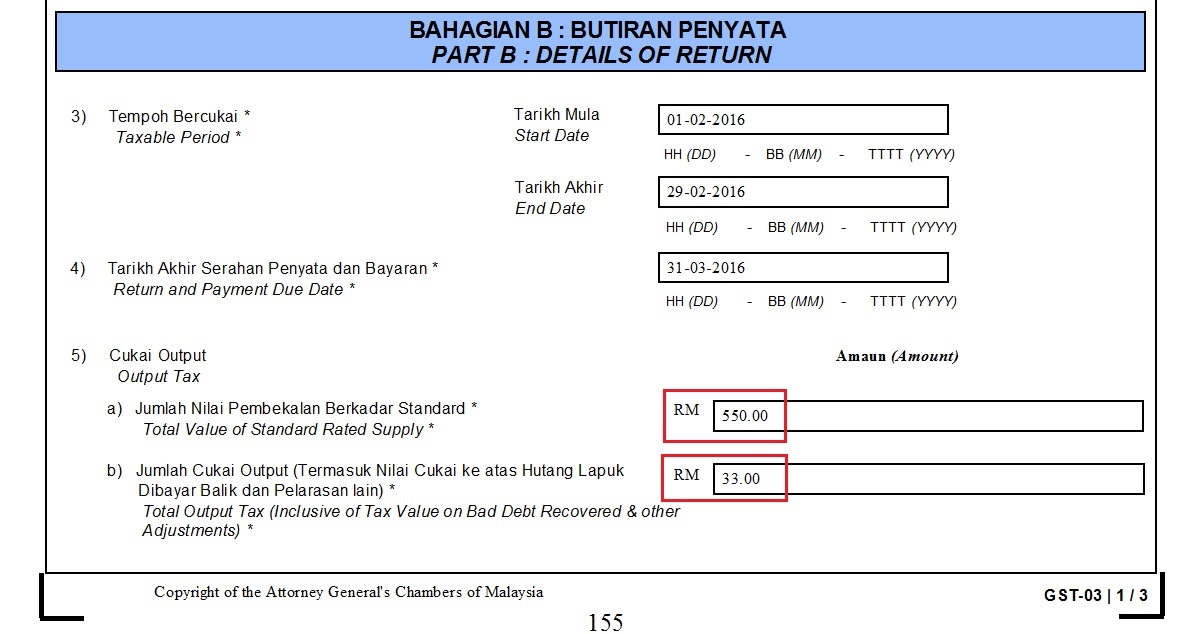 BAHAGIAN B : BUTIRAN PENYATA
PART B : DETAILS OF RETURN
3) Tempoh Bercukai * Tarikh Mula 01-02-2016
Taxable Period * Start Date
HH (DD) - BB (MM) - TTTT (YYYY)
Tarikh Akhir 29-02-2016
End Date
HH (DD) - BB (MM) - TTTT (YYYY)
4) Tarikh Akhir Serahan Penyata dan Bayaran * 31-03-2016
Return and Payment Due Date *
HH (DD) - BB (MM) - TTTT (YYYY)
5) Cukai Output Amaun (Amount)
Output Tax
a) Jumlah Nilai Pembekalan Berkadar Standard * RM 550.00
Total Value of Standard Rated Supply *
b) Jumlah Cukai Output (Termasuk Nilai Cukai ke atas Hutang Lapuk RM 33.00
Dibayar Balik dan Pelarasan lain) *
Total Output Tax (Inclusive of Tax Value on Bad Debt Recovered & other
Adjustments) *
Copyright of the Attorney General's Chambers of Malaysia GST-03 | 1 / 3
155